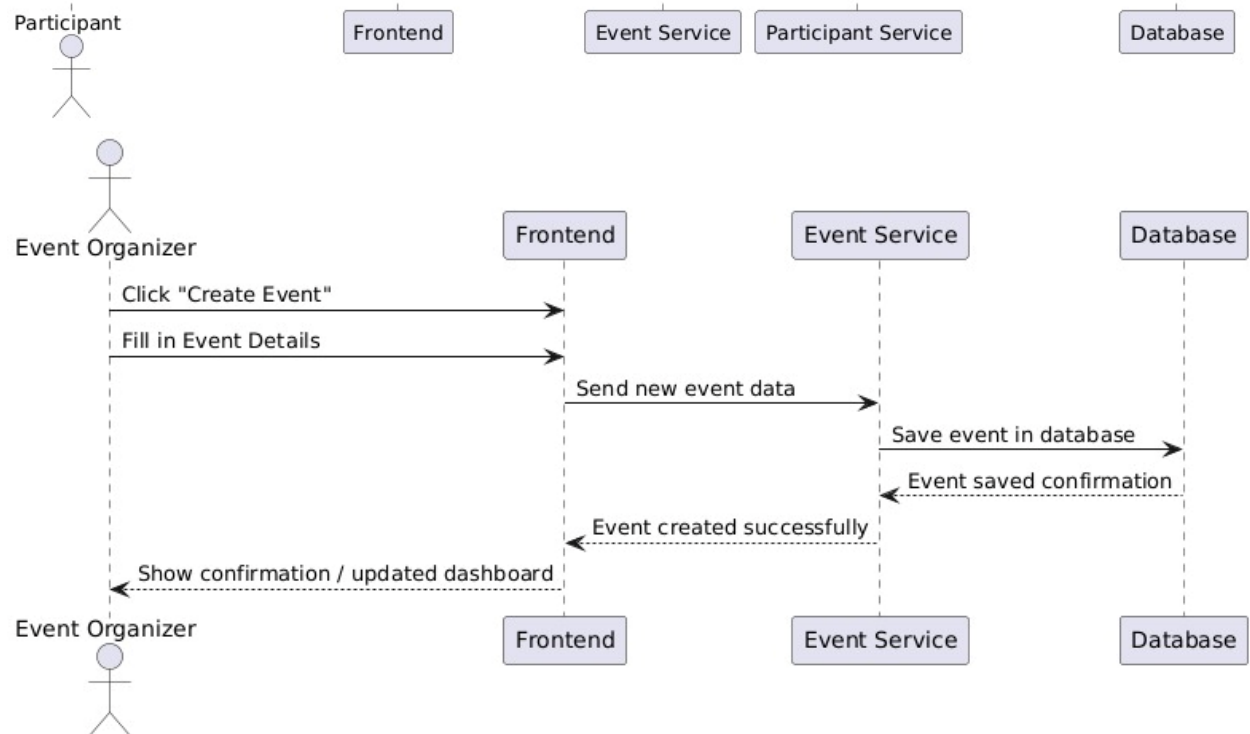 Participant
Frontend
Event Service
Participant Service
Database
Event Organizer
Frontend
Event Service
Database
Click "Create Event"
Fill in Event Details
Send new event data
Save event in database
Event saved confirmation
Event created successfully
Show confirmation / updated dashboard
Event Organizer
Frontend
Event Service
Database